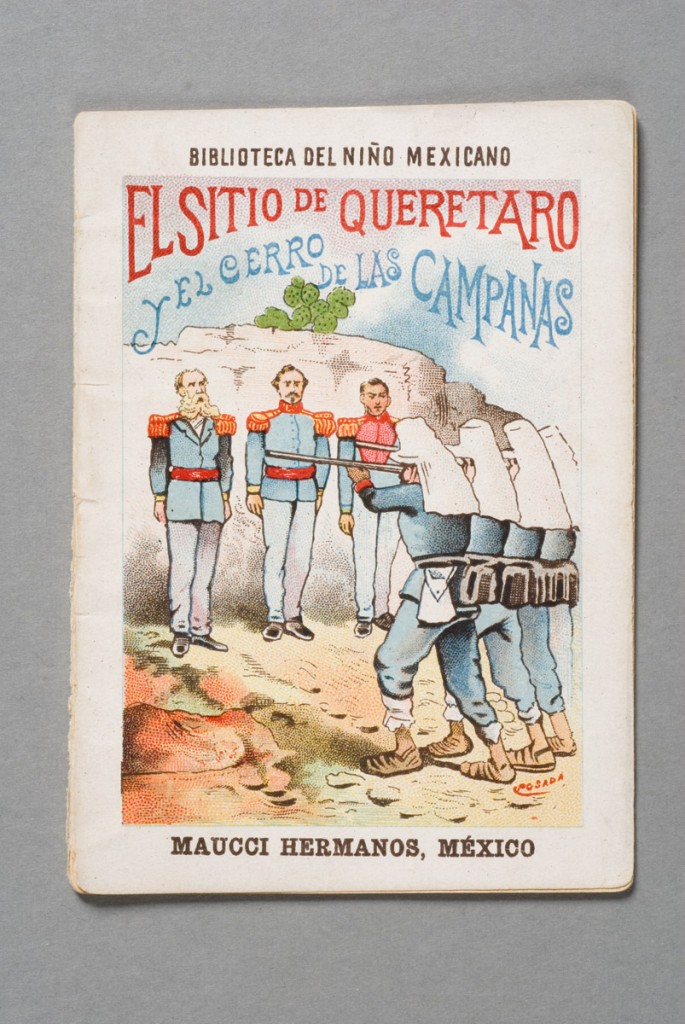 BIBLIOTECA DEL NIÑO MEXICANO
EL SITIO DE QUERETARO
Y EL CERRO DE LAS CAMPANAS
POSADA
MAUCCI HERMANOS, MÉXICO